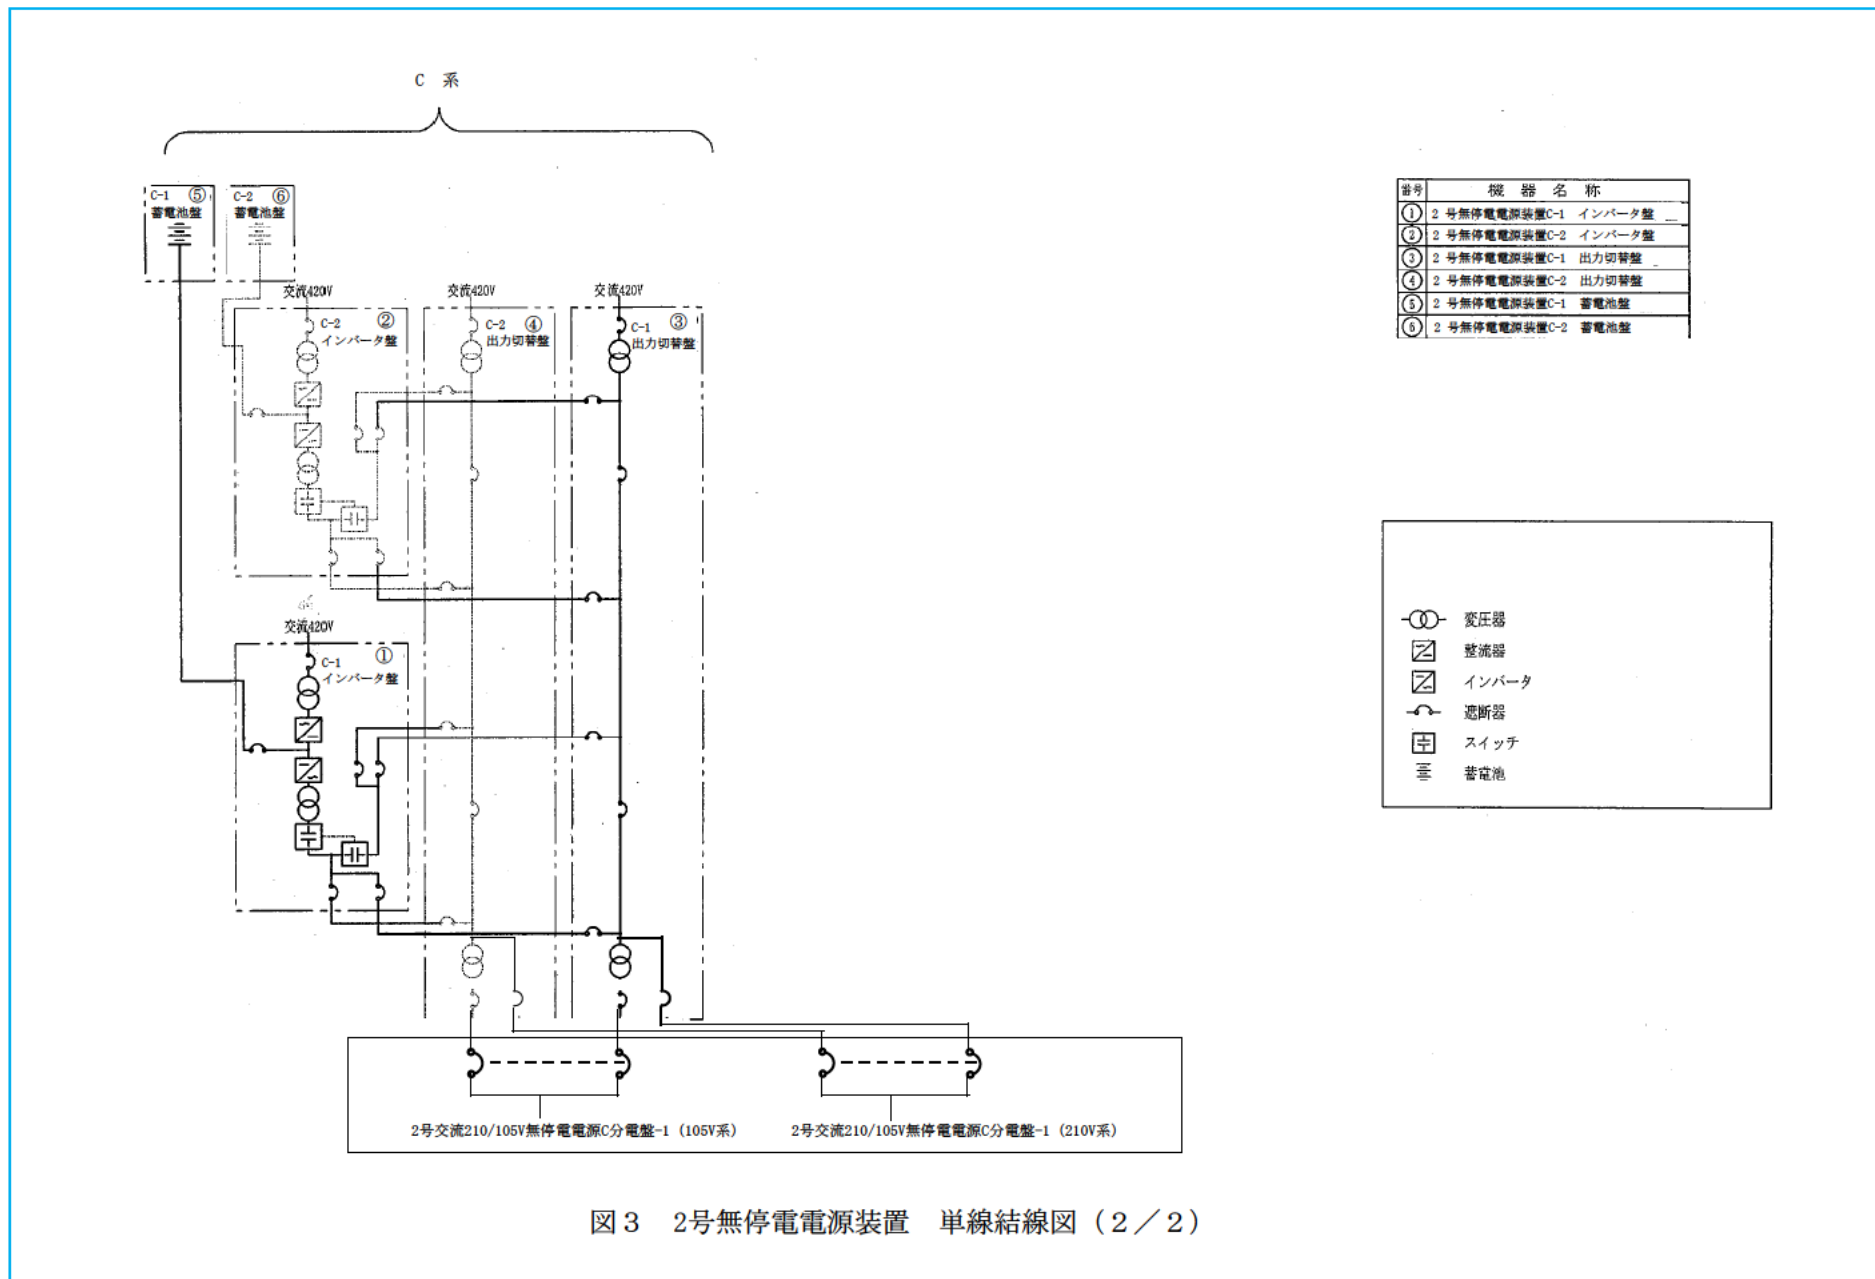 C 系
C-1 ⑤
蓄電池盤
C-2 ⑥
蓄電池盤
交流420V
C-2 ②
インバータ盤
交流420V
C-2 ④
出力切替盤
交流420V
C-1 ③
出力切替盤
交流420V
C-1 ①
インバータ盤
番号 機 器 名 称
① 2 号無停電電源装置C-1 インバータ盤
② 2 号無停電電源装置C-2 インバータ盤
③ 2 号無停電電源装置C-1 出力切替盤
④ 2 号無停電電源装置C-2 出力切替盤
⑤ 2 号無停電電源装置C-1 蓄電池盤
⑥ 2 号無停電電源装置C-2 蓄電池盤
変圧器
整流器
インバータ
遮断器
スイッチ
蓄電池
2号交流210/105V無停電電源C分電盤-1 (105V系)
2号交流210/105V無停電電源C分電盤-1 (210V系)
図3 2号無停電電源装置 単線結線図(2/2)